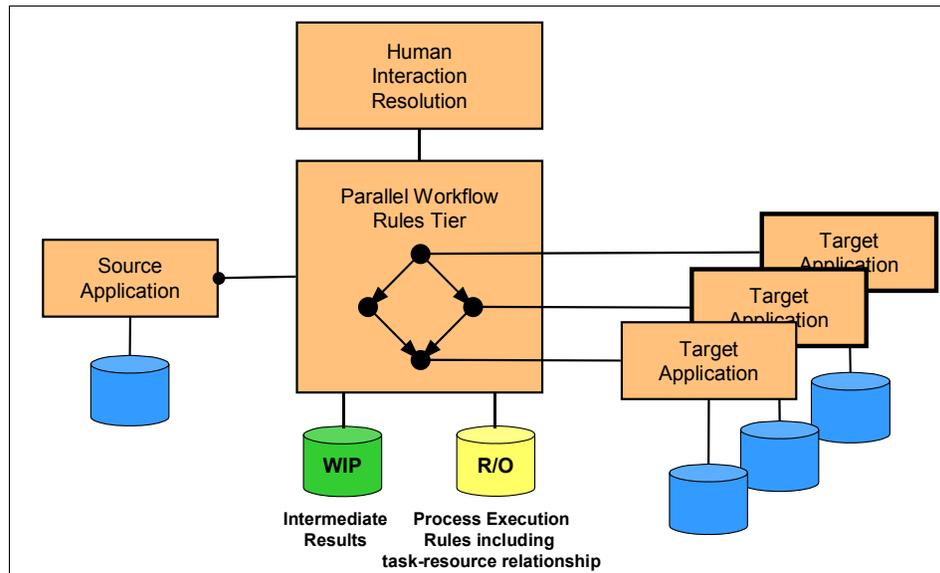 Human
Interaction
Resolution
Parallel Workflow
Rules Tier
Source
Application
Target
Application
Target
Application
Target
Application
WIP
R/O
Intermediate
Results
Process Execution
Rules including
task-resource relationship